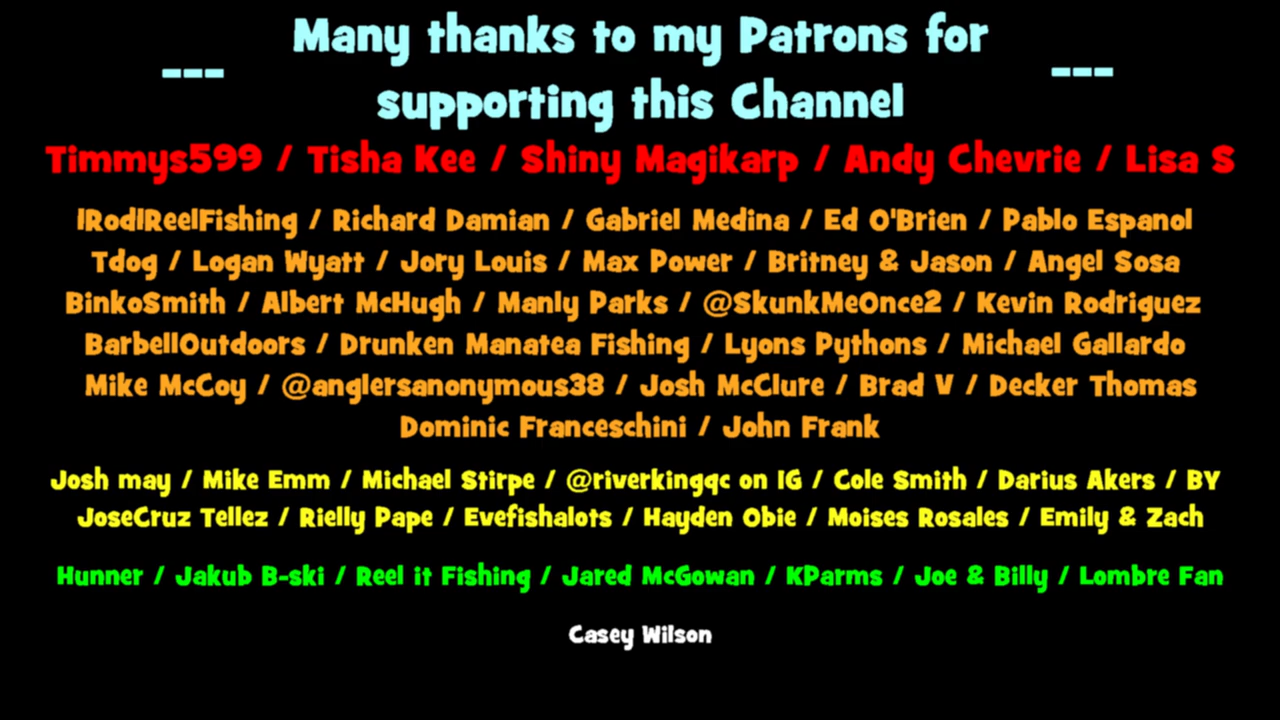 Many thanks to my Patrons for
--- supporting this Channel ---
Timmys599 / Tisha Kee / Shiny Magikarp / Andy Chevrie / Lisa S
IRodIReelFishing / Richard Damian / Gabriel Medina / Ed O'Brien / Pablo Espanol
Tdog / Logan Wyatt / Jory Louis / Max Power / Britney & Jason / Angel Sosa
BinkoSmith / Albert McHugh / Manly Parks / @SkunkMeOnce2 / Kevin Rodriguez
BarbellOutdoors / Drunken Manatea Fishing / Lyons Pythons / Michael Gallardo
Mike McCoy / @anglersanonymous38 / Josh McClure / Brad V / Decker Thomas
Dominic Franceschini / John Frank
Josh may / Mike Emm / Michael Stirpe / @riverkingqc on IG / Cole Smith / Darius Akers / BY
JoseCruz Tellez / Rielly Pape / Evefishalots / Hayden Obie / Moises Rosales / Emily & Zach
Hunner / Jakub B-ski / Reel it Fishing / Jared McGowan / KParms / Joe & Billy / Lombre Fan
Casey Wilson